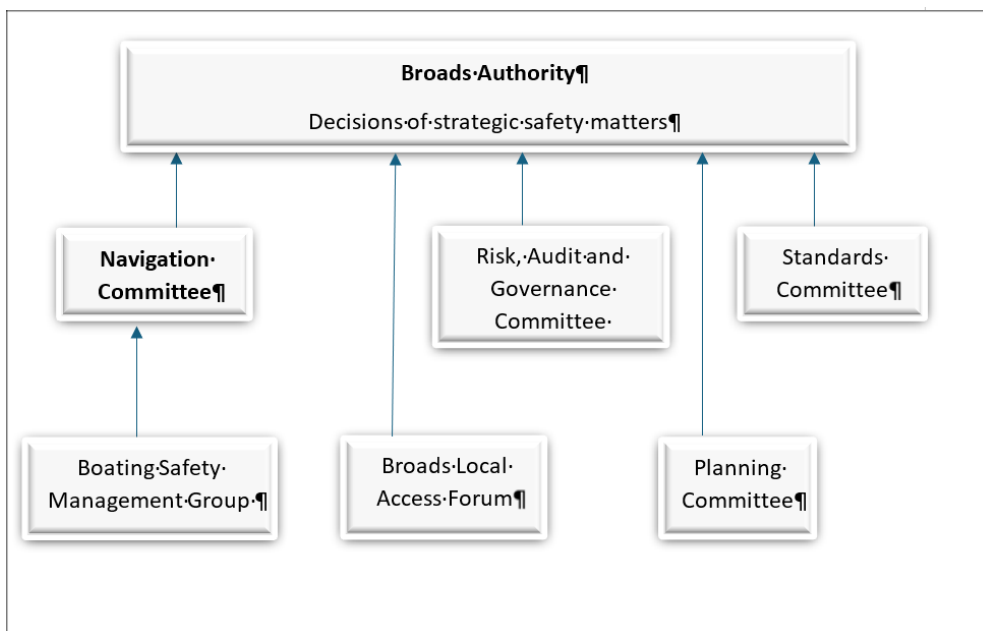 Broads·Authority¶
Decisions·of·strategic·safety·matters¶
Navigation·
Committee¶
Risk,·Audit·and·
Governance·
Committee·
Standards·
Committee¶
Boating·Safety·
Management·Group·¶
Broads·Local·
Access·Forum¶
Planning·
Committee¶